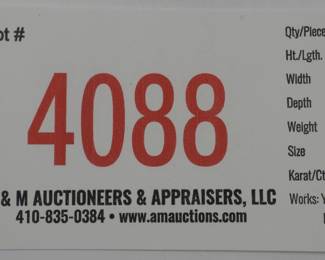 ot #
4088
& M AUCTIONEERS & APPRAISERS, LLC
410-835-0384 • www.amauctions.com
Qty/Piece
Ht./Lgth.
Width
Depth
Weight
Size
Karat/Ct
Works: Y